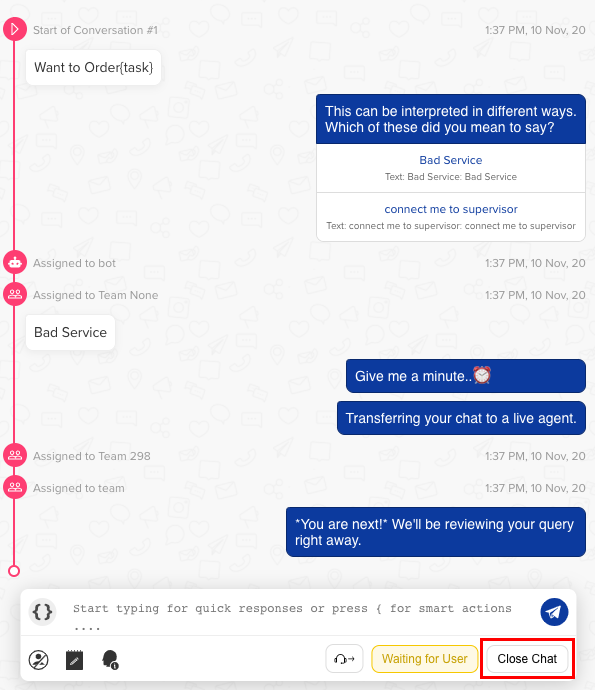 Start of Conversation #1
1:37 PM, 10 Nov, 20
Want to Order{task}
This can be interpreted in different ways.
Which of these did you mean to say?
Bad Service
Text: Bad Service: Bad Service
connect me to supervisor
Text: connect me to supervisor: connect me to supervisor
Assigned to bot
1:37 PM, 10 Nov, 20
Assigned to Team None
1:37 PM, 10 Nov, 20
Bad Service
Give me a minute..⏰
Transferring your chat to a live agent.
Assigned to Team 298
1:37 PM, 10 Nov, 20
Assigned to team
1:37 PM, 10 Nov, 20
*You are next!* We'll be reviewing your query
right away.
{ }
Start typing for quick responses or press { for smart actions
....
Waiting for User
Close Chat